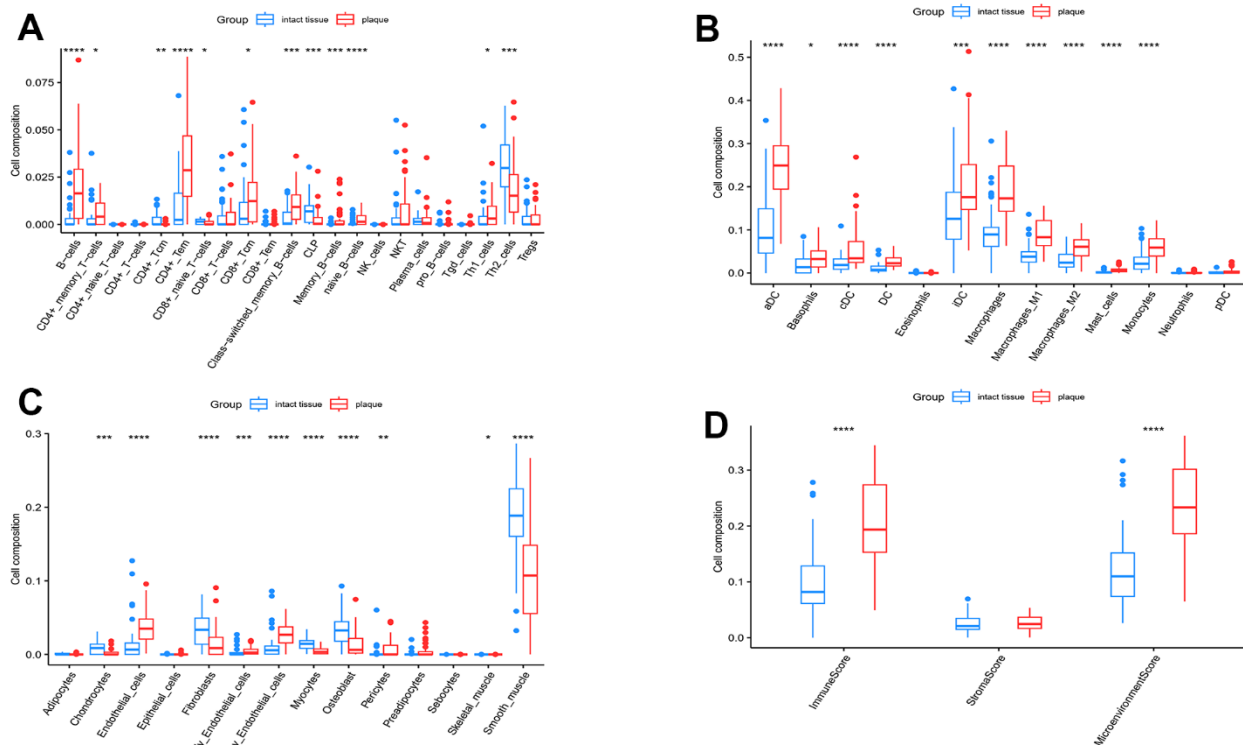 A
Group intact tissue plaque
**** * ** **** * * *** *** *** **** * ***
Cell composition
0.075
0.050
0.025
0.000
B-cells
CD4+_memory_T-cells
CD4+_naive_T-cells
CD4+_T-cells
CD4+_Tcm
CD4+_Tem
CD8+_naive_T-cells
CD8+_T-cells
CD8+_Tcm
CD8+_Tem
Class-switched_memory_B-cells
CLP
Memory_B-cells
naive_B-cells
NK_cells
NKT
Plasma_cells
pro_B-cells
Tgd_cells
Th1_cells
Th2_cells
Tregs
B
Group intact tissue plaque
**** * **** **** *** **** **** **** **** ****
Cell composition
0.5
0.4
0.3
0.2
0.1
0.0
aDC
Basophils
cDC
DC
Eosinophils
iDC
Macrophages
Macrophages_M1
Macrophages_M2
Mast_cells
Monocytes
Neutrophils
pDC
C
Group intact tissue plaque
*** **** **** *** **** **** **** ** * ****
Cell composition
0.3
0.2
0.1
0.0
Adipocytes
Chondrocytes
Endothelial_cells
Epithelial_cells
Fibroblasts
Endothelial_cells
Endothelial_cells
Myocytes
Osteoblast
Pericytes
Preadipocytes
Sebocytes
Skeletal_muscle
Smooth_muscle
D
Group intact tissue plaque
**** ****
Cell composition
0.3
0.2
0.1
0.0
ImmuneScore
StromaScore
MicroenvironmentScore